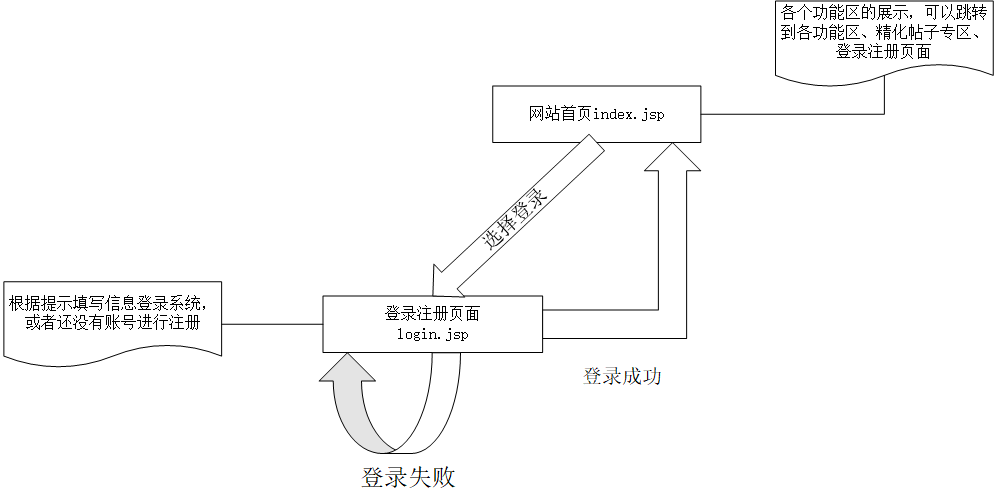 各个功能区的展示，可以跳转
到各功能区、精化帖子专区、
登录注册页面
网站首页index.jsp
选择登录
根据提示填写信息登录系统，
或者还没有账号进行注册
登录注册页面
login.jsp
登录成功
登录失败